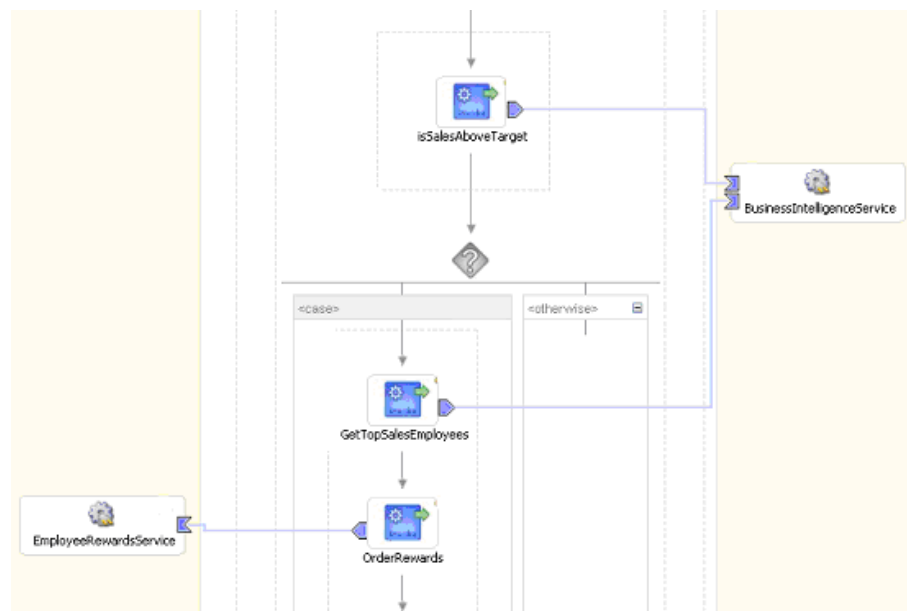 isSalesAboveTarget
BusinessIntelligenceService
?
<case>
<otherwise>
GetTopSalesEmployees
EmployeeRewardsService
OrderRewards